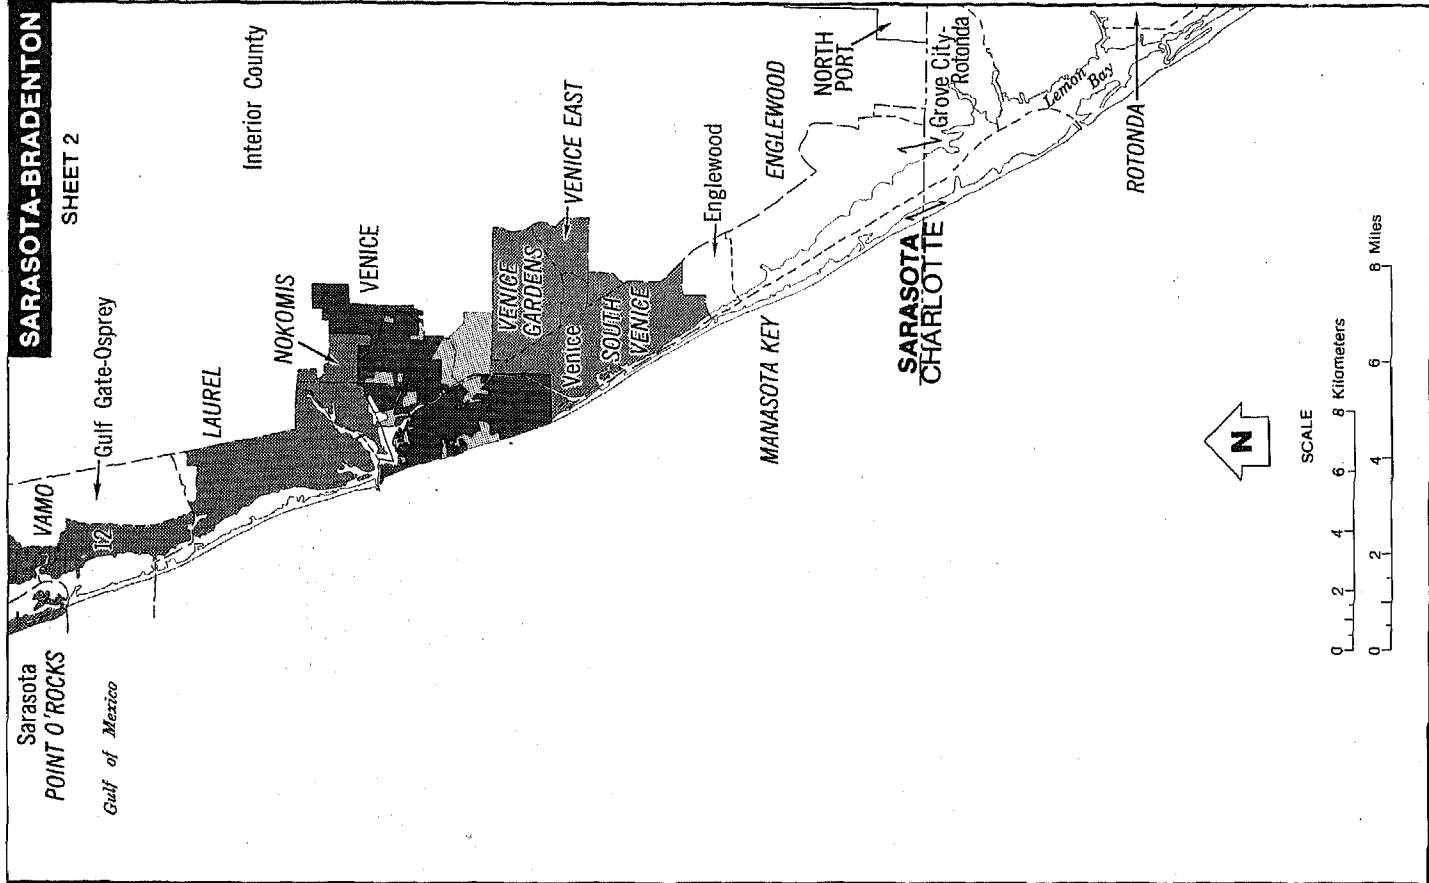 SARASOTA-BRADENTON
SHEET 2
Interior County
Gulf Gate-Osprey
VAMO
12
LAUREL
NOKOMIS
VENICE
Sarasota
POINT O'ROCKS
Gulf of Mexico
VENICE
GARDENS
VENICE EAST
Venice
SOUTH
VENICE
Englewood
ENGLEWOOD
MANASOTA KEY
NORTH
PORT
Grove City-
Rotonda
Lemon
Bay
ROTONDA
SARASOTA
CHARLOTTE
N
SCALE
0 2 4 6 8 Kilometers
0 2 4 6 8 Miles